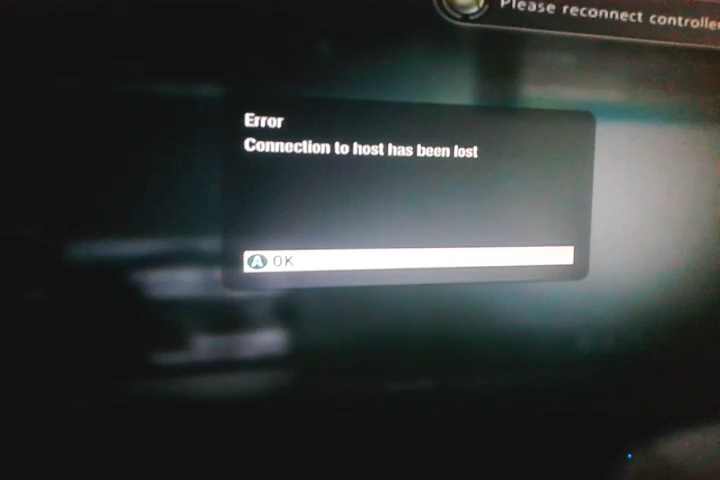 Please reconnect controller
Error
Connection to host has been lost
A OK